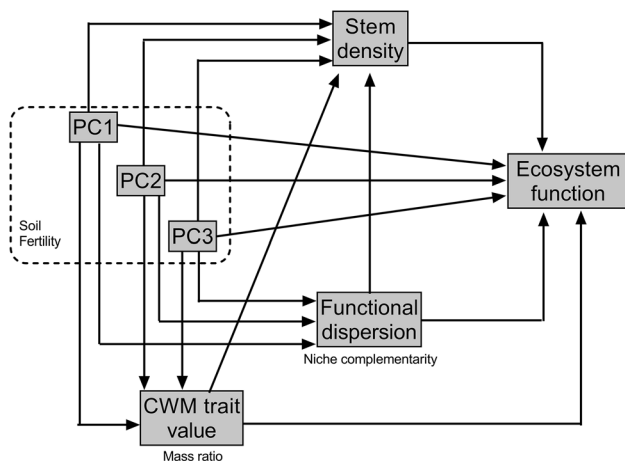 Stem
density
PC1
PC2
PC3
Soil
Fertility
Ecosystem
function
Functional
dispersion
Niche complementarity
CWM trait
value
Mass ratio